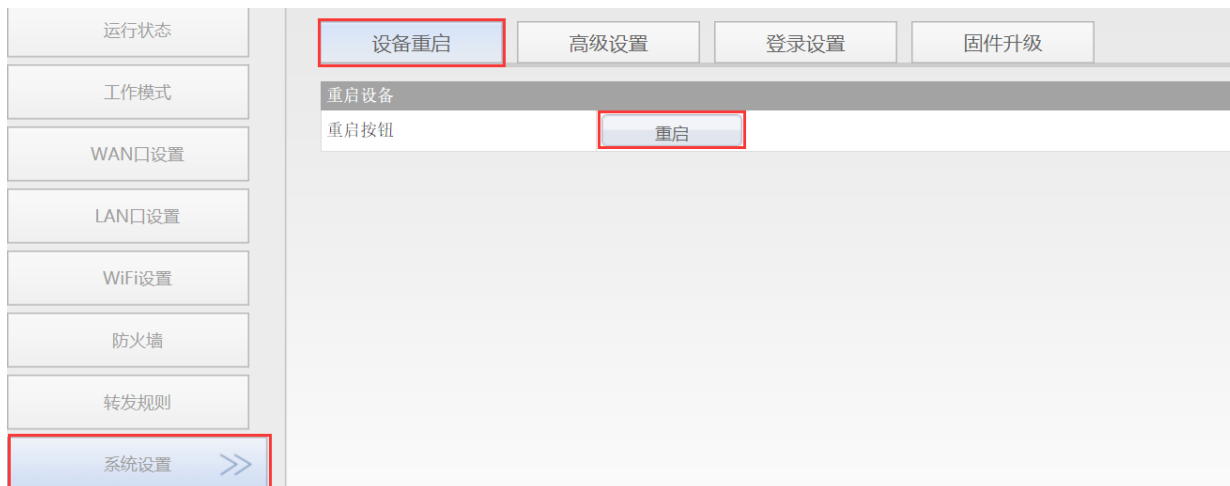 运行状态
设备重启
高级设置
登录设置
固件升级
工作模式
重启设备
重启按钮
重启
WAN口设置
LAN口设置
WiFi设置
防火墙
转发规则
系统设置